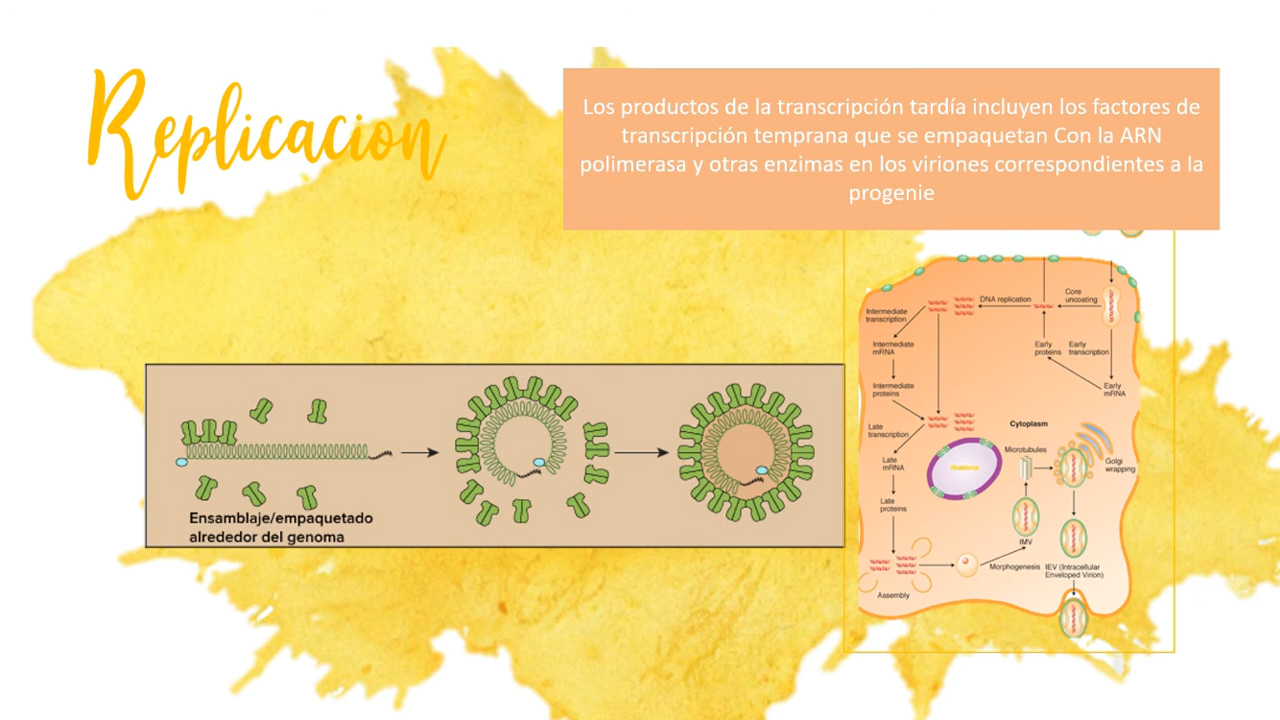 Replicacion
Los productos de la transcripción tardía incluyen los factores de
transcripción temprana que se empaquetan Con la ARN
polimerasa y otras enzimas en los viriones correspondientes a la
progenie
Ensamblaje/empaquetado
alrededor del genoma
DNA replication
Core
uncoating
Intermediate
transcription
Intermediate
mRNA
Early
proteins
Early
transcription
Early
mRNA
Intermediate
proteins
Late
transcription
Cytoplasm
Late
mRNA
Microtubules
Golgi
wrapping
Late
proteins
IMV
Morphogenesis
IEV (Intracellular
Enveloped Virion)
Assembly